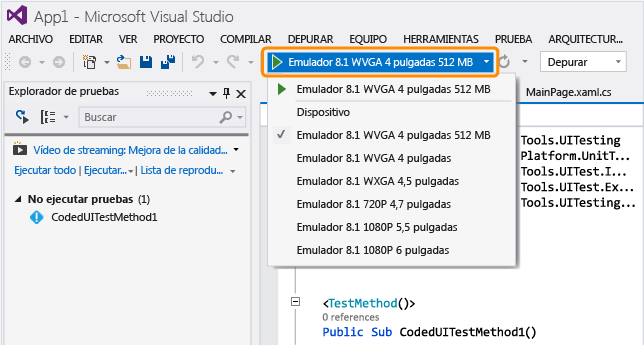 App1 - Microsoft Visual Studio
ARCHIVO EDITAR VER PROYECTO COMPILAR DEPURAR EQUIPO HERRAMIENTAS PRUEBA ARQUITECTUR...
Emulador 8.1 WVGA 4 pulgadas 512 MB Depurar
Explorador de pruebas
Emulador 8.1 WVGA 4 pulgadas 512 MB
MainPage.xaml.cs
Buscar
Dispositivo
Vídeo de streaming: Mejora de la calidad...
Emulador 8.1 WVGA 4 pulgadas 512 MB
Tools.UITesting
Ejecutar todo | Ejecutar... | Lista de reprodu...
Emulador 8.1 WVGA 4 pulgadas
Platform.UnitT...
Tools.UITest.I...
Emulador 8.1 WXGA 4,5 pulgadas
Tools.UITest.Ex...
No ejecutar pruebas (1)
Emulador 8.1 720P 4,7 pulgadas
Tools.UITesting...
CodedUITestMethod1
Emulador 8.1 1080P 5,5 pulgadas
Emulador 8.1 1080P 6 pulgadas
<TestMethod()>
0 references
Public Sub CodedUITestMethod1()